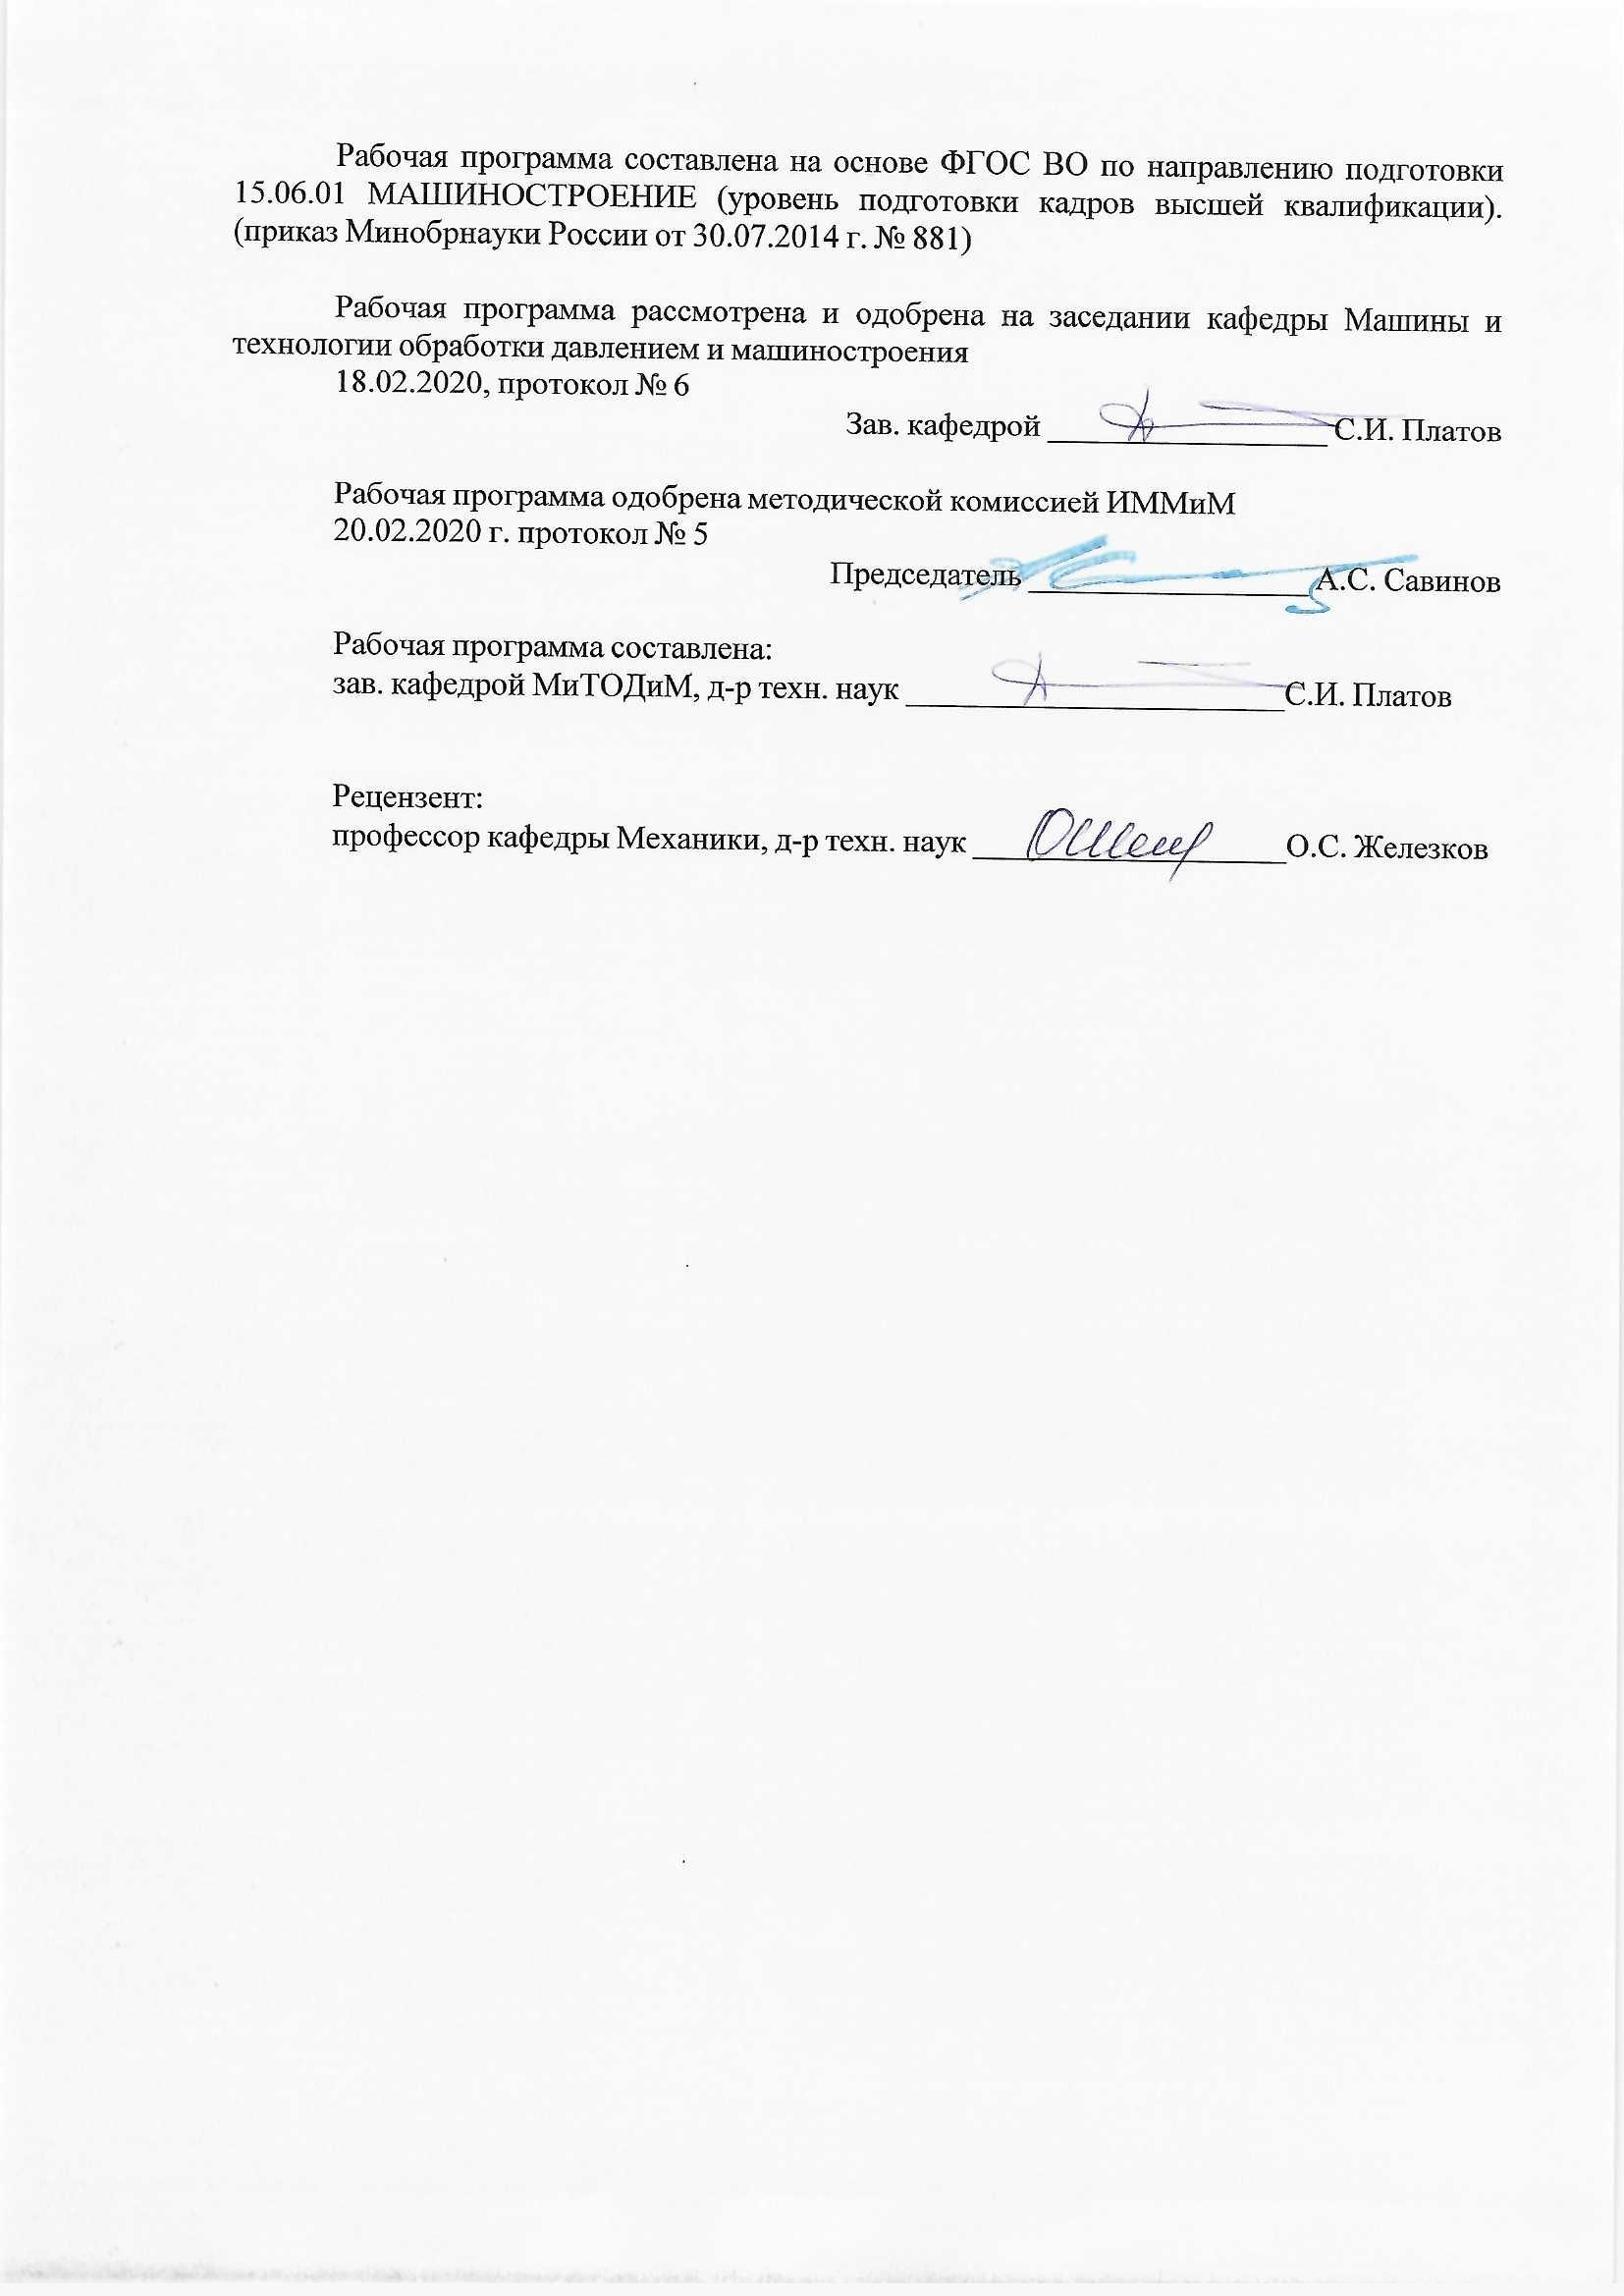 Рабочая программа составлена на основе ФГОС ВО по направлению подготовки
15.06.01 МАШИНОСТРОЕНИЕ (уровень подготовки кадров высшей квалификации).
(приказ Минобрнауки России от 30.07.2014 г. № 881)
Рабочая программа рассмотрена и одобрена на заседании кафедры Машины и
технологии обработки давлением и машиностроения
18.02.2020, протокол № 6
Зав. кафедрой С.И. Платов
Рабочая программа одобрена методической комиссией ИММиМ
20.02.2020 г. протокол № 5
Председатель А.С. Савинов
Рабочая программа составлена:
зав. кафедрой МиТОДиМ, д-р техн. наук С.И. Платов
Рецензент:
профессор кафедры Механики, д-р техн. наук О.С. Железков